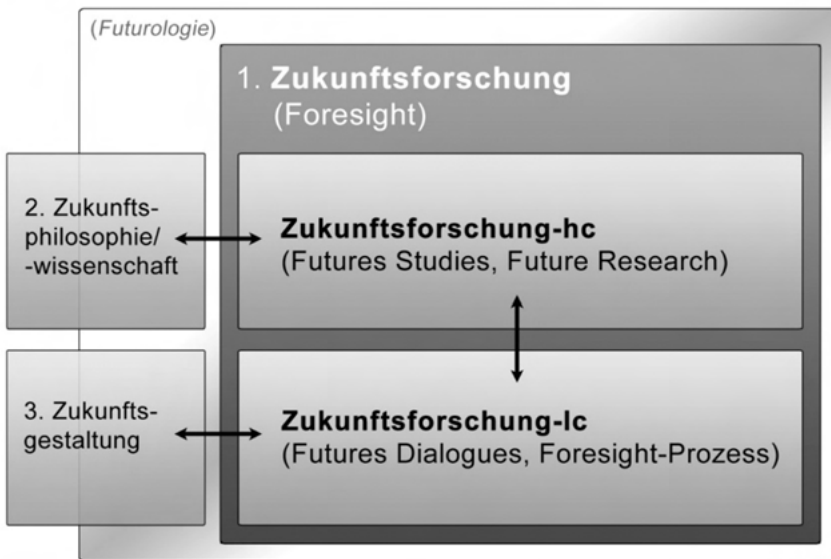 (Futurologie)
1. Zukunftsforschung
(Foresight)
2. Zukunfts-
philosophie/
-wissenschaft
Zukunftsforschung-hc
(Futures Studies, Future Research)
3. Zukunfts-
gestaltung
Zukunftsforschung-lc
(Futures Dialogues, Foresight-Prozess)